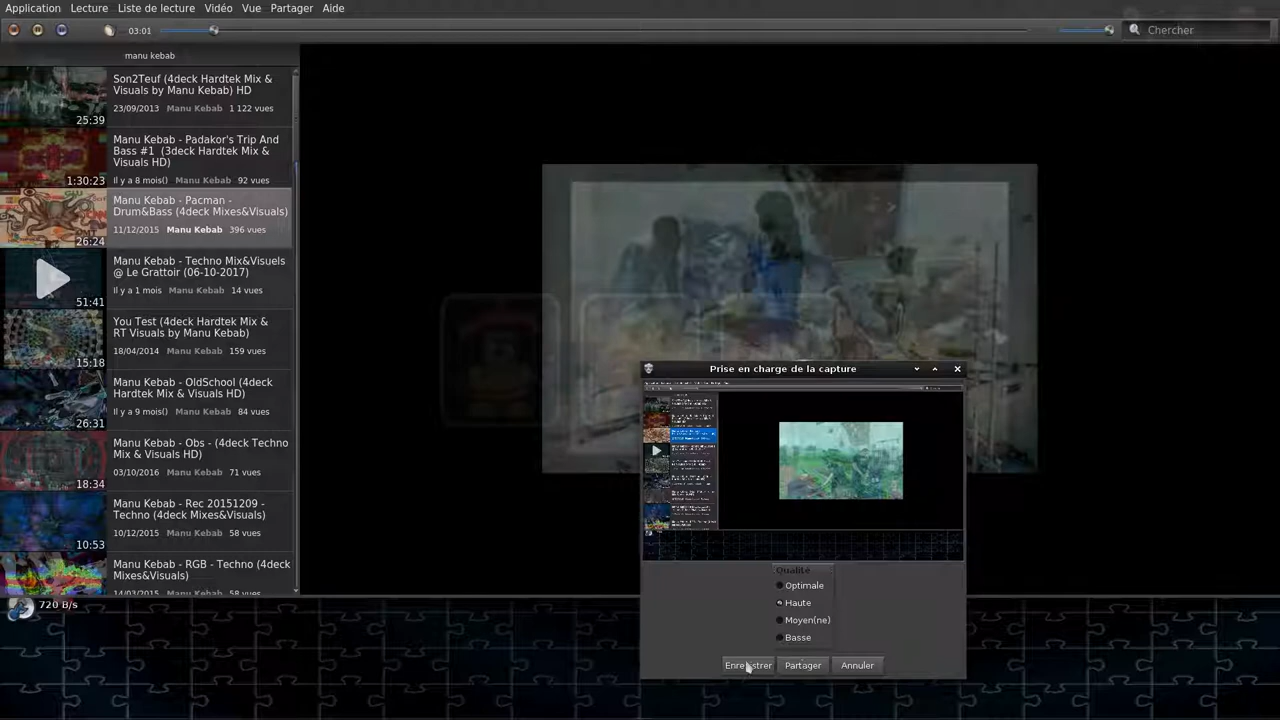 Application Lecture Liste de lecture Vidéo Vue Partager Aide
03:01
Chercher
manu kebab
Son2Teuf (4deck Hardtek Mix &
Visuals by Manu Kebab) HD
23/09/2013 Manu Kebab 1 122 vues
25:39
Manu Kebab - Padakor's Trip And
Bass #1 (3deck Hardtek Mix &
Visuals HD)
Il y a 8 mois() Manu Kebab 92 vues
1:30:23
Manu Kebab - Pacman -
Drum&Bass (4deck Mixes&Visuals)
11/12/2015 Manu Kebab 396 vues
26:24
Manu Kebab - Techno Mix&Visuels
@ Le Grattoir (06-10-2017)
Il y a 1 mois Manu Kebab 14 vues
51:41
You Test (4deck Hardtek Mix &
RT Visuals by Manu Kebab)
18/04/2014 Manu Kebab 159 vues
15:18
Manu Kebab - OldSchool (4deck
Hardtek Mix & Visuals HD)
Il y a 9 mois() Manu Kebab 84 vues
26:31
Manu Kebab - Obs - (4deck Techno
Mix & Visuals HD)
03/10/2016 Manu Kebab 71 vues
18:34
Manu Kebab - Rec 20151209 -
Techno (4deck Mixes&Visuals)
10/12/2015 Manu Kebab 58 vues
10:53
Manu Kebab - RGB - Techno (4deck
Mixes&Visuals)
14/03/2015 Manu Kebab 58 vues
720 B/s
Prise en charge de la capture
Qualité
Optimale
Haute
Moyen(ne)
Basse
Enregistrer Partager Annuler